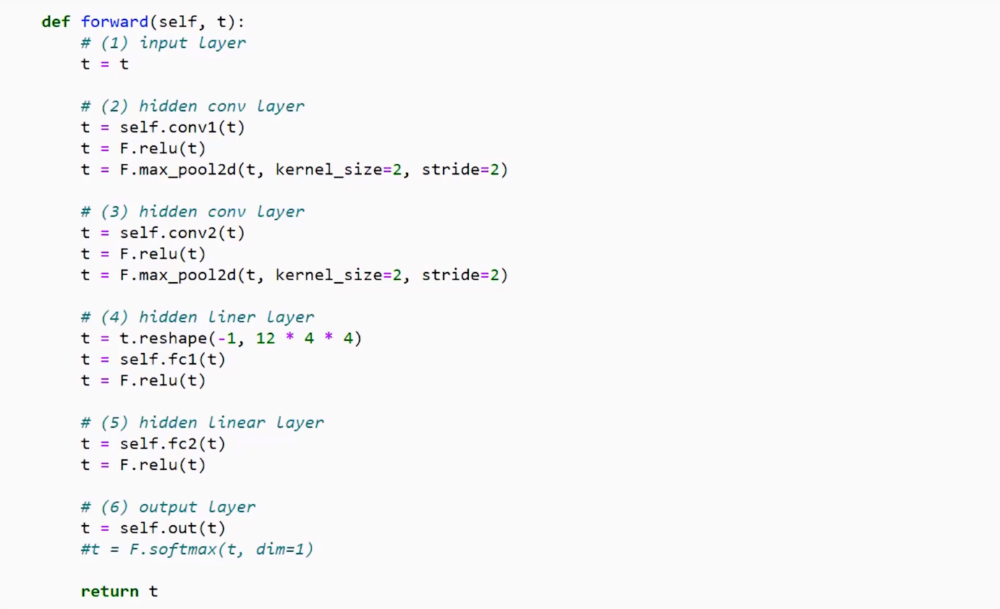 def forward(self, t):
# (1) input layer
t = t
# (2) hidden conv layer
t = self.conv1(t)
t = F.relu(t)
t = F.max_pool2d(t, kernel_size=2, stride=2)
# (3) hidden conv layer
t = self.conv2(t)
t = F.relu(t)
t = F.max_pool2d(t, kernel_size=2, stride=2)
# (4) hidden liner layer
t = t.reshape(-1, 12 * 4 * 4)
t = self.fc1(t)
t = F.relu(t)
# (5) hidden linear layer
t = self.fc2(t)
t = F.relu(t)
# (6) output layer
t = self.out(t)
#t = F.softmax(t, dim=1)
return t